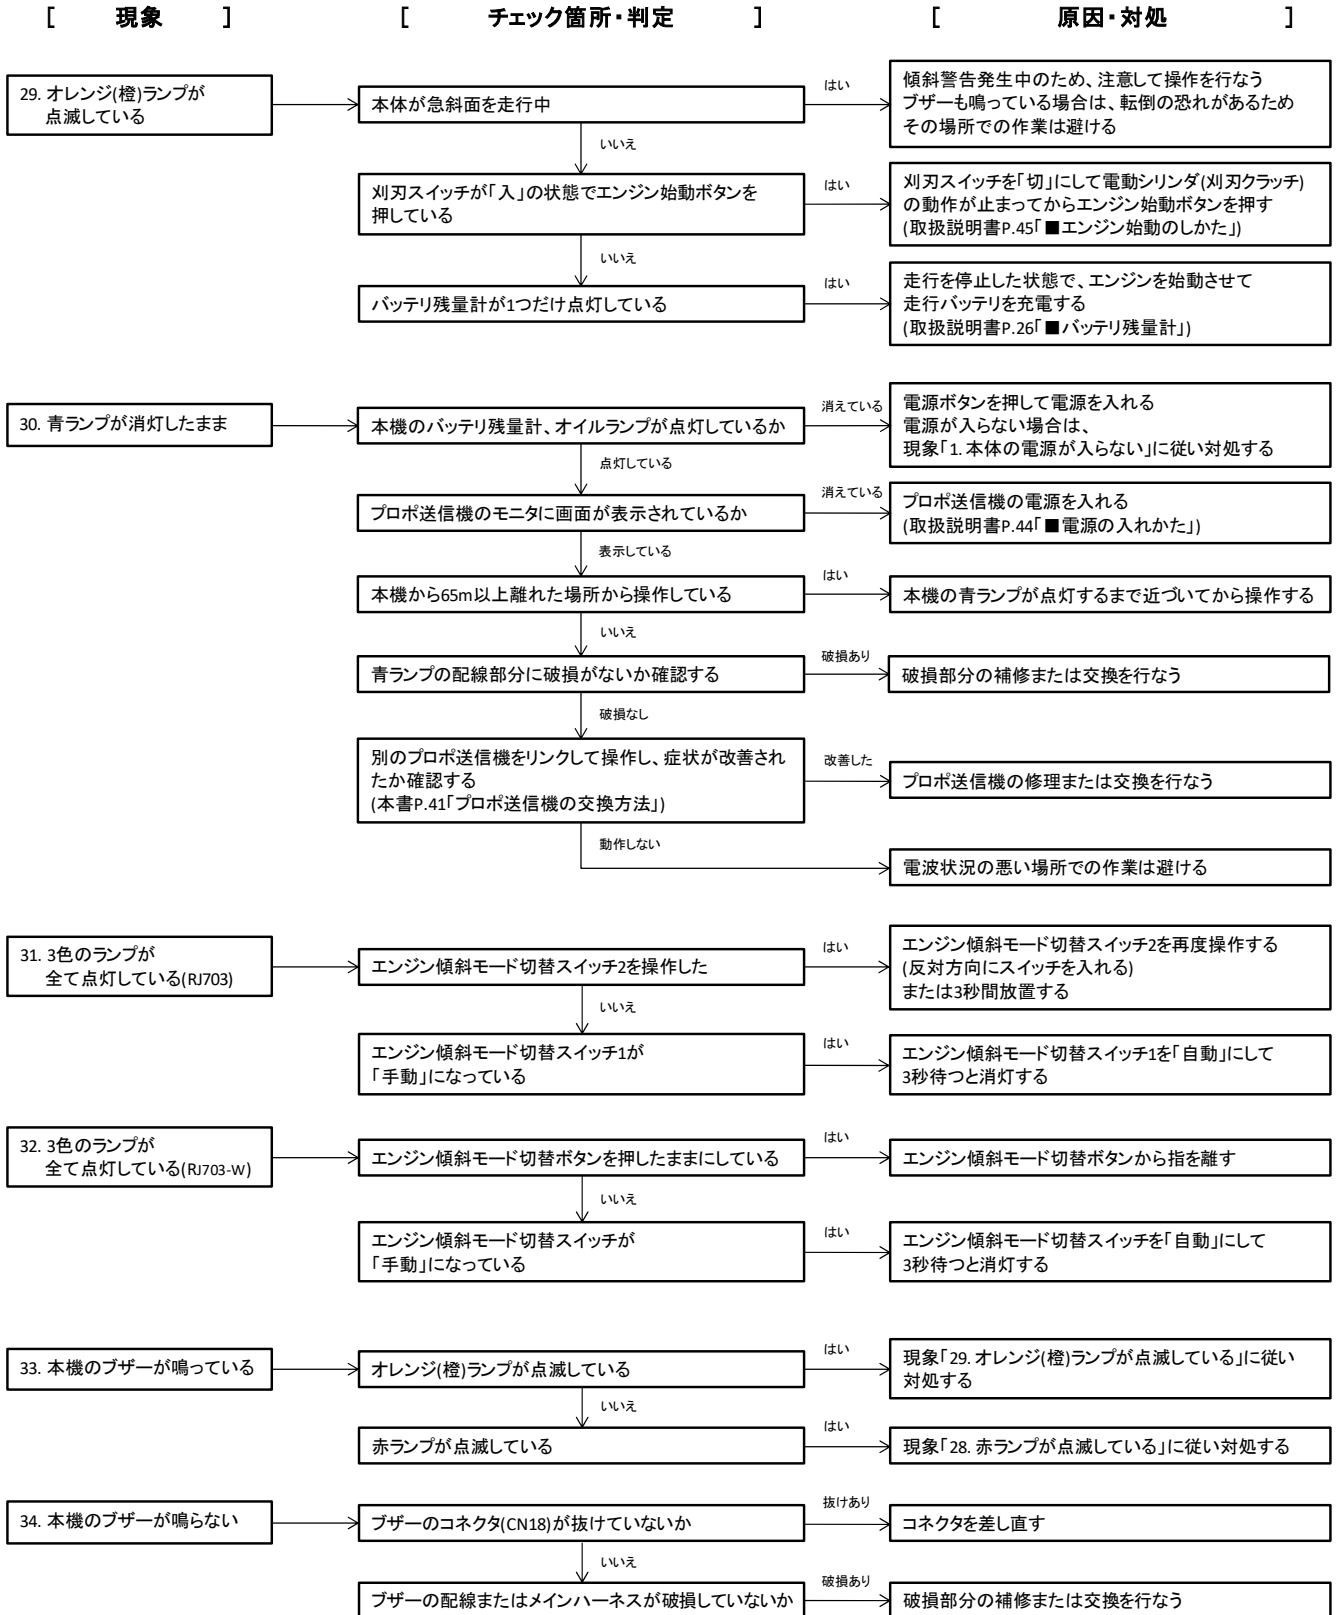 [ 現象 ] [ チェック箇所・判定 ] [ 原因・対処 ]
29. オレンジ(橙)ランプが
点滅している
本体が急斜面を走行中
はい
傾斜警告発生中のため、注意して操作を行なう
ブザーも鳴っている場合は、転倒の恐れがあるため
その場所での作業は避ける
いいえ
刈刃スイッチが「入」の状態でエンジン始動ボタンを
押している
はい
刈刃スイッチを「切」にして電動シリンダ(刈刃クラッチ)
の動作が止まってからエンジン始動ボタンを押す
(取扱説明書P.45「■エンジン始動のしかた」)
いいえ
バッテリ残量計が1つだけ点灯している
はい
走行を停止した状態で、エンジンを始動させて
走行バッテリを充電する
(取扱説明書P.26「■バッテリ残量計」)
30. 青ランプが消灯したまま
本機のバッテリ残量計、オイルランプが点灯しているか
消えている
電源ボタンを押して電源を入れる
電源が入らない場合は、
現象「1. 本体の電源が入らない」に従い対処する
点灯している
プロポ送信機のモニタに画面が表示されているか
消えている
プロポ送信機の電源を入れる
(取扱説明書P.44「■電源の入れかた」)
表示している
本機から65m以上離れた場所から操作している
はい
本機の青ランプが点灯するまで近づいてから操作する
いいえ
青ランプの配線部分に破損がないか確認する
破損あり
破損部分の補修または交換を行なう
破損なし
別のプロポ送信機をリンクして操作し、症状が改善され
たか確認する
(本書P.41「プロポ送信機の交換方法」)
改善した
プロポ送信機の修理または交換を行なう
動作しない
電波状況の悪い場所での作業は避ける
31. 3色のランプが
全て点灯している(RJ703)
エンジン傾斜モード切替スイッチ2を操作した
はい
エンジン傾斜モード切替スイッチ2を再度操作する
(反対方向にスイッチを入れる)
または3秒間放置する
いいえ
エンジン傾斜モード切替スイッチ1が
「手動」になっている
はい
エンジン傾斜モード切替スイッチ1を「自動」にして
3秒待つと消灯する
32. 3色のランプが
全て点灯している(RJ703-W)
エンジン傾斜モード切替ボタンを押したままにしている
はい
エンジン傾斜モード切替ボタンから指を離す
いいえ
エンジン傾斜モード切替スイッチが
「手動」になっている
はい
エンジン傾斜モード切替スイッチを「自動」にして
3秒待つと消灯する
33. 本機のブザーが鳴っている
オレンジ(橙)ランプが点滅している
はい
現象「29. オレンジ(橙)ランプが点滅している」に従い
対処する
いいえ
赤ランプが点滅している
はい
現象「28. 赤ランプが点滅している」に従い対処する
34. 本機のブザーが鳴らない
ブザーのコネクタ(CN18)が抜けていないか
抜けあり
コネクタを差し直す
いいえ
ブザーの配線またはメインハーネスが破損していないか
破損あり
破損部分の補修または交換を行なう